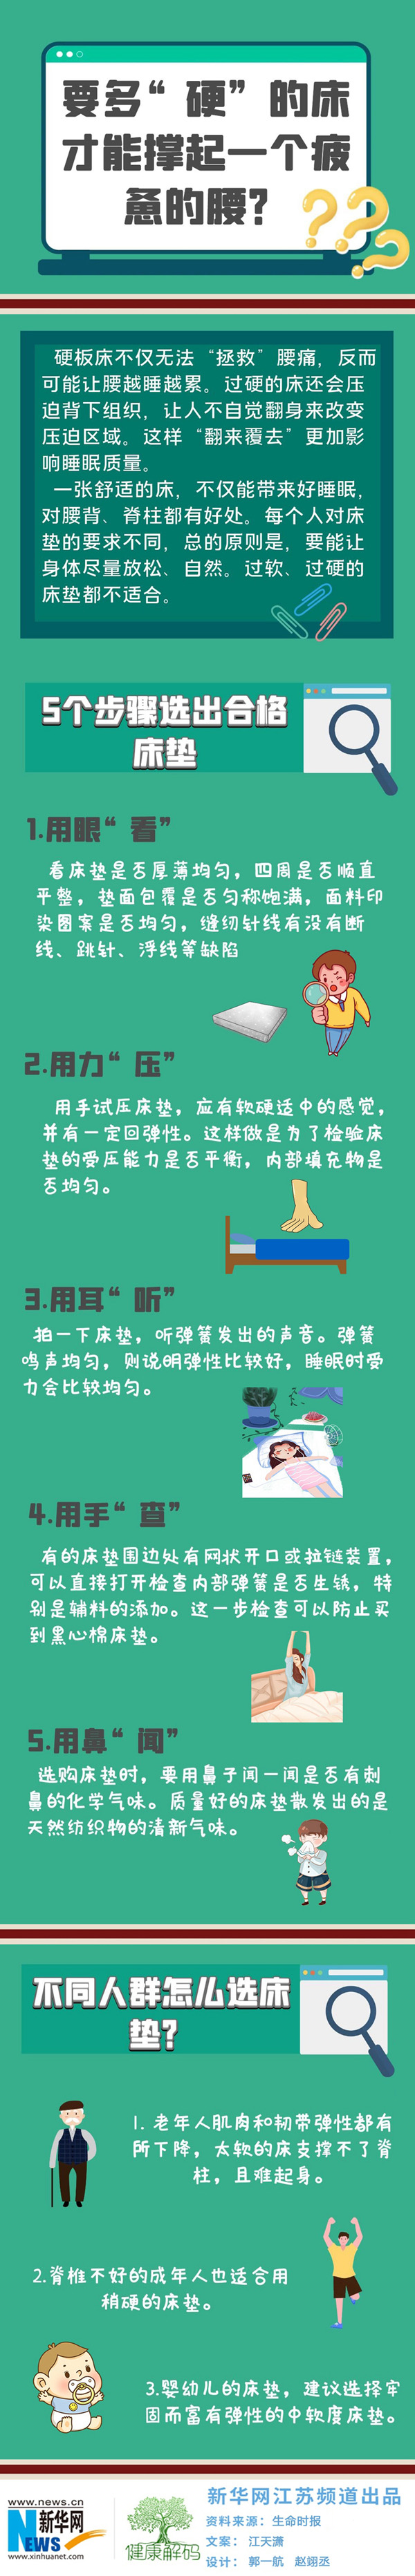 要多“硬”的床
才能撑起一个疲
惫的腰?
硬板床不仅无法“拯救”腰痛，反而
可能让腰越睡越累。过硬的床还会压
迫背下组织，让人不自觉翻身来改变
压迫区域。这样“翻来覆去”更加影
响睡眠质量。
一张舒适的床，不仅能带来好睡眠，
对腰背、脊柱都有好处。每个人对床
垫的要求不同，总的原则是，要能让
身体尽量放松、自然。过软、过硬的
床垫都不适合。
5个步骤选出合格
床垫
1.用眼“看”
看床垫是否厚薄均匀，四周是否顺直
平整，垫面包覆是否匀称饱满，面料印
染图案是否均匀，缝纫针线有没有断
线、跳针、浮线等缺陷
2.用力“压”
用手试压床垫，应有软硬适中的感觉，
并有一定回弹性。这样做是为了检验床
垫的受压能力是否平衡，内部填充物是
否均匀。
3.用耳“听”
拍一下床垫，听弹簧发出的声音。弹簧
鸣声均匀，则说明弹性比较好，睡眠时受
力会比较均匀。
4.用手“查”
有的床垫围边处有网状开口或拉链装置，
可以直接打开检查内部弹簧是否生锈，特
别是辅料的添加。这一步检查可以防止买
到黑心棉床垫。
5.用鼻“闻”
选购床垫时，要用鼻子闻一闻是否有刺
鼻的化学气味。质量好的床垫散发出的是
天然纺织物的清新气味。
不同人群怎么选床
垫?
1. 老年人肌肉和韧带弹性都有
所下降，太软的床支撑不了脊
柱，且难起身。
2.脊椎不好的成年人也适合用
稍硬的床垫。
3.婴幼儿的床垫，建议选择牢
固而富有弹性的中软度床垫。
www.news.cn
新华网
NEWS
www.xinhuanet.com
健康解码
新华网江苏频道出品
资料来源：生命时报
文案： 江天潇
设计： 郭一航 赵翊丞